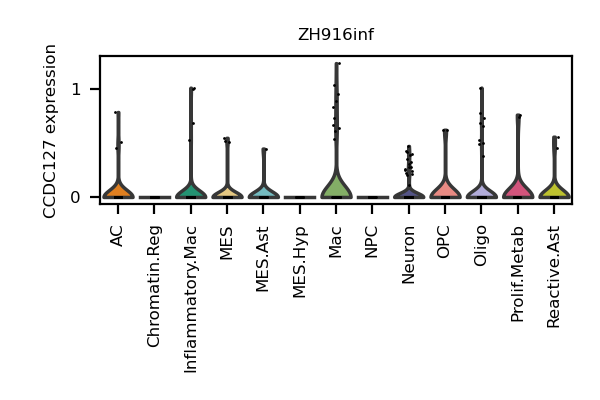 ZH916inf
CCDC127 expression
1
0
AC
Chromatin.Reg
Inflammatory.Mac
MES
MES.Ast
MES.Hyp
Mac
NPC
Neuron
OPC
Oligo
Prolif.Metab
Reactive.Ast